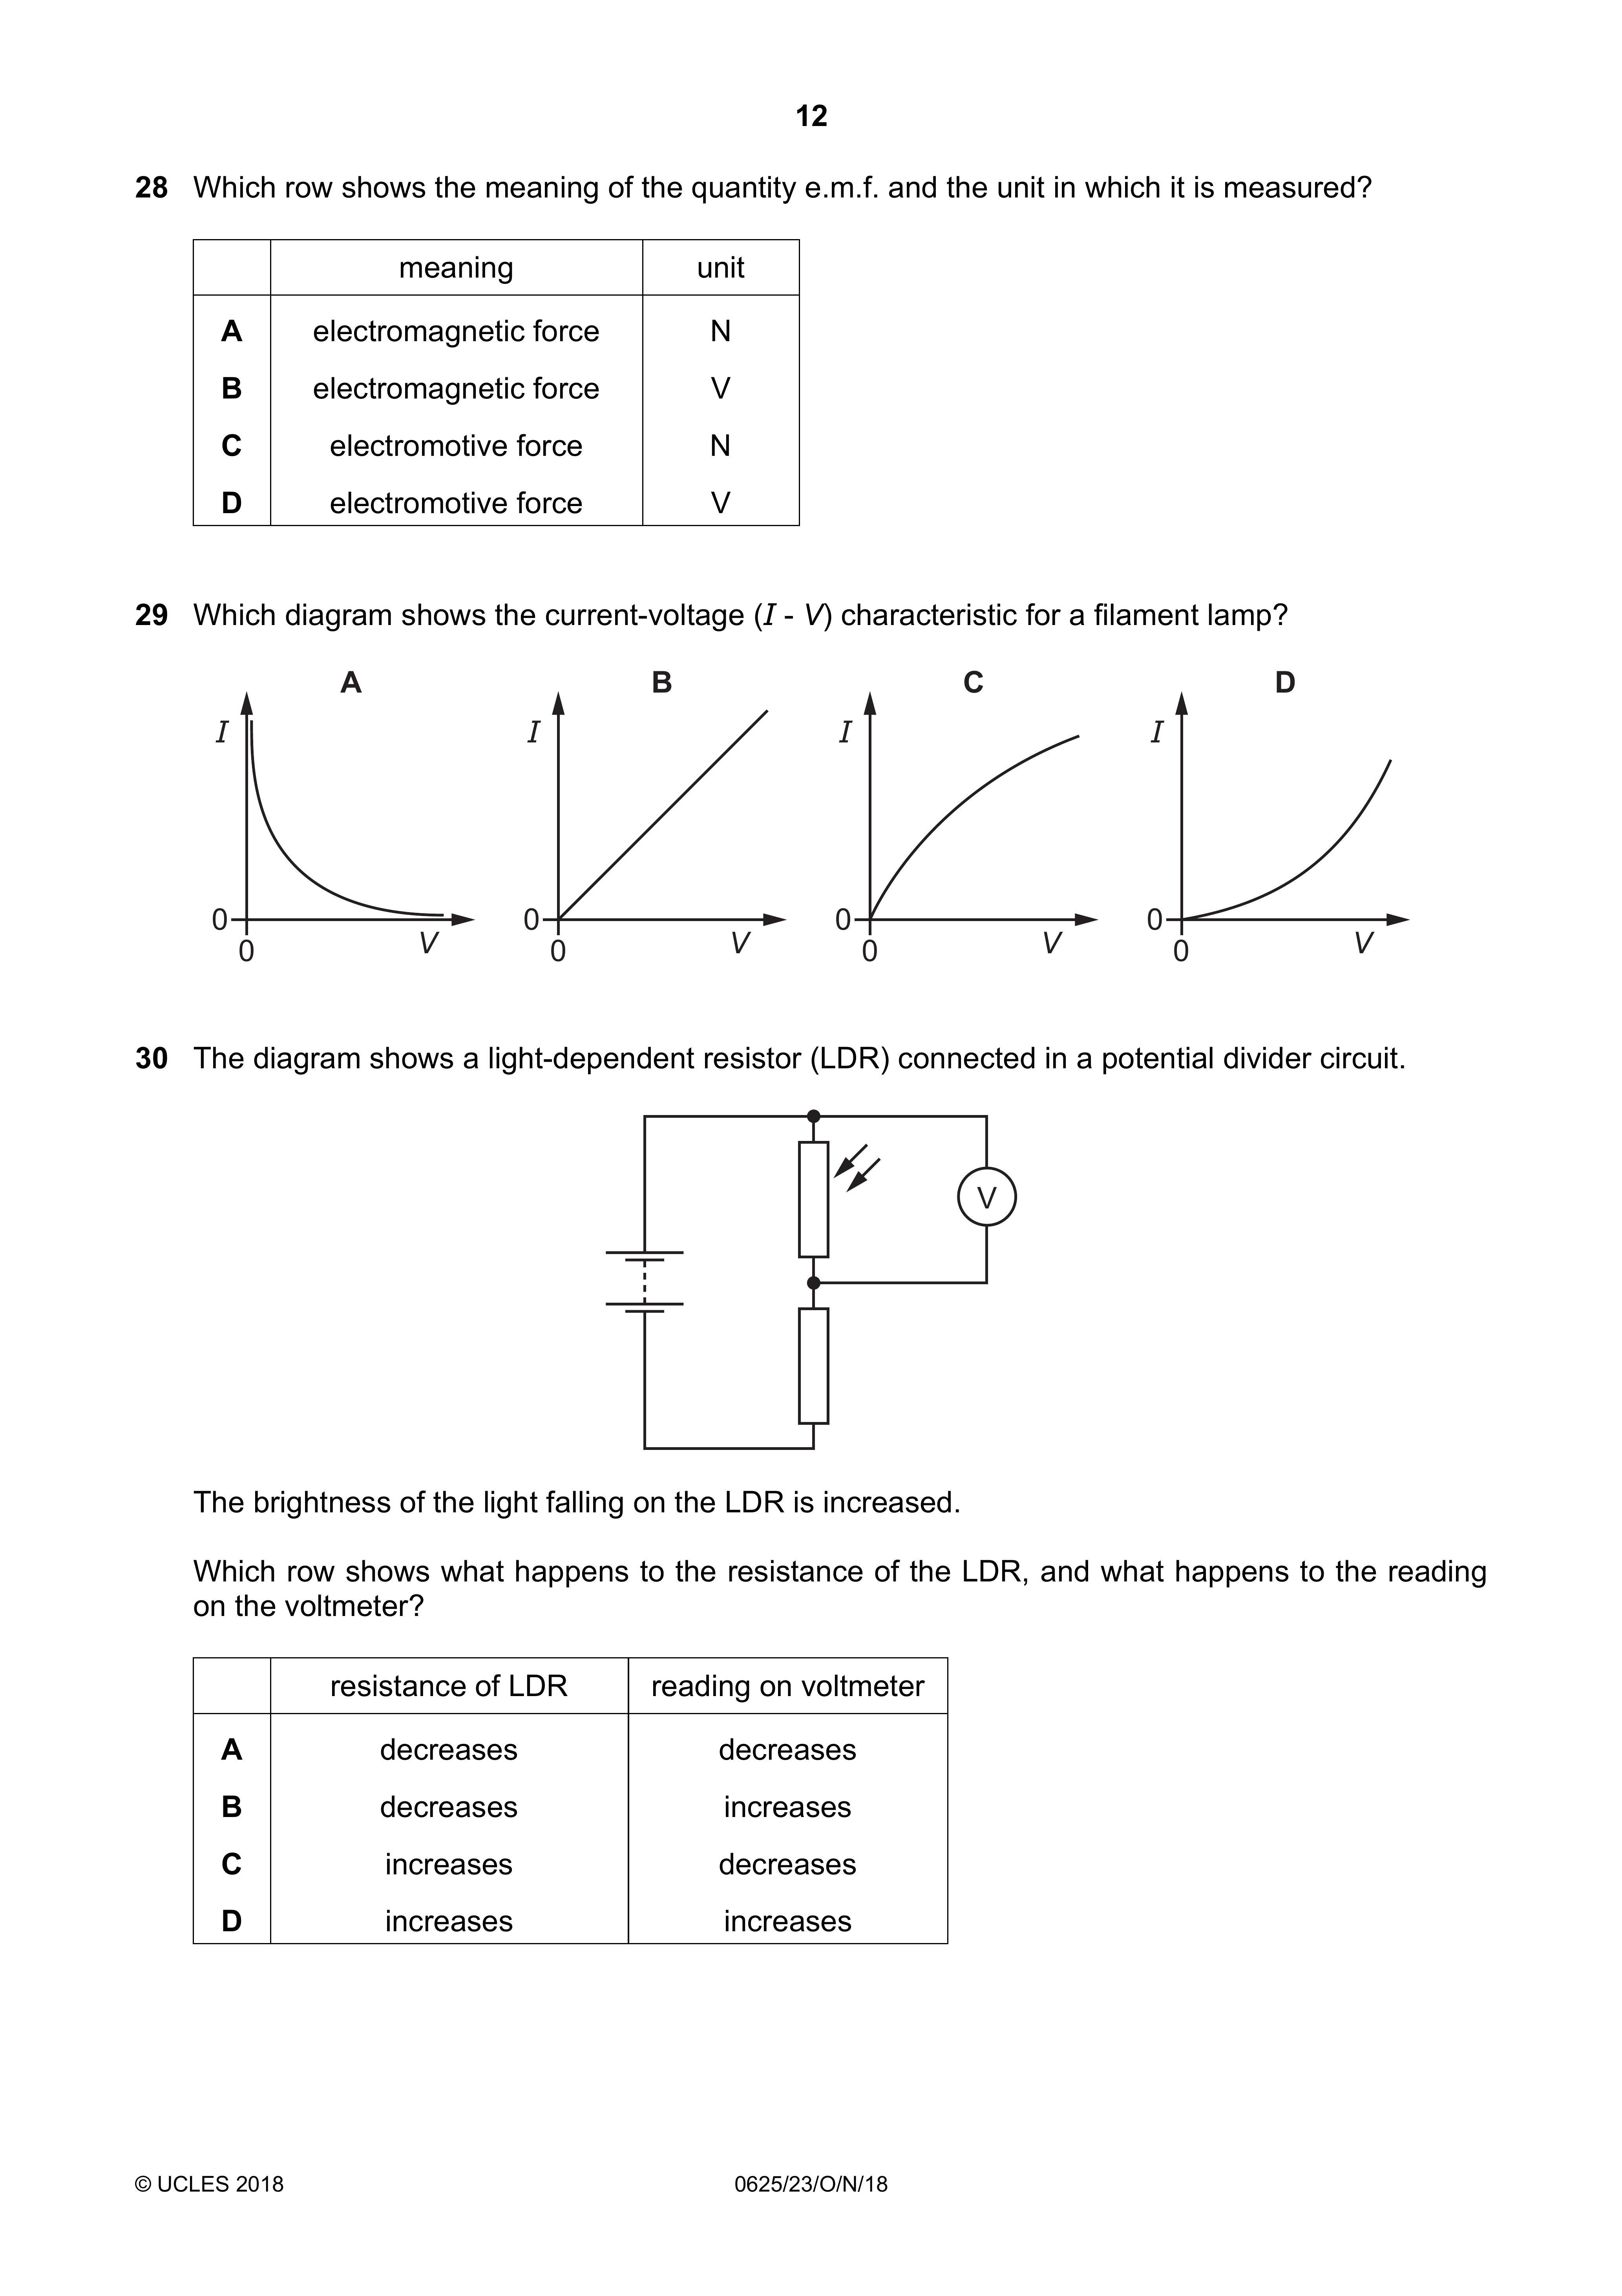 12
28 Which row shows the meaning of the quantity e.m.f. and the unit in which it is measured?
meaning unit
A electromagnetic force N
B electromagnetic force V
C electromotive force N
D electromotive force V
29 Which diagram shows the current-voltage (I - V) characteristic for a filament lamp?
A B C D
I I I I
0 0 0 0
0 V 0 V 0 V 0 V
30 The diagram shows a light-dependent resistor (LDR) connected in a potential divider circuit.
V
The brightness of the light falling on the LDR is increased.
Which row shows what happens to the resistance of the LDR, and what happens to the reading
on the voltmeter?
resistance of LDR reading on voltmeter
A decreases decreases
B decreases increases
C increases decreases
D increases increases
© UCLES 2018 0625/23/O/N/18